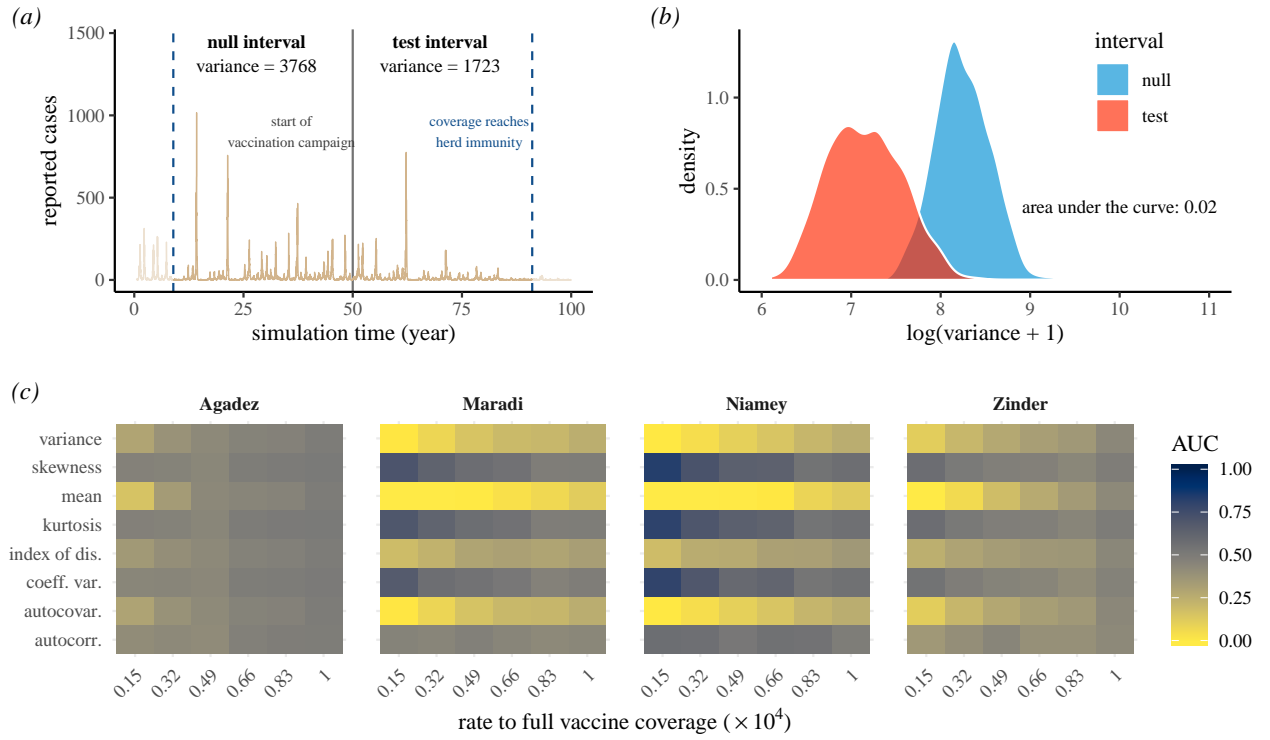 (a)
1500
1000
500
0
reported cases
null interval
variance = 3768
test interval
variance = 1723
start of
vaccination campaign
coverage reaches
herd immunity
0
25
50
75
100
simulation time (year)
(b)
density
1.0
0.5
0.0
interval
null
test
area under the curve: 0.02
6
7
8
9
10
11
log(variance + 1)
(c)
Agadez
Maradi
Niamey
Zinder
variance
skewness
mean
kurtosis
index of dis.
coeff. var.
autocovar.
autocorr.
0.15
0.32
0.49
0.66
0.83
1
0.15
0.32
0.49
0.66
0.83
1
0.15
0.32
0.49
0.66
0.83
1
0.15
0.32
0.49
0.66
0.83
1
rate to full vaccine coverage (×10⁴)
AUC
1.00
0.75
0.50
0.25
0.00